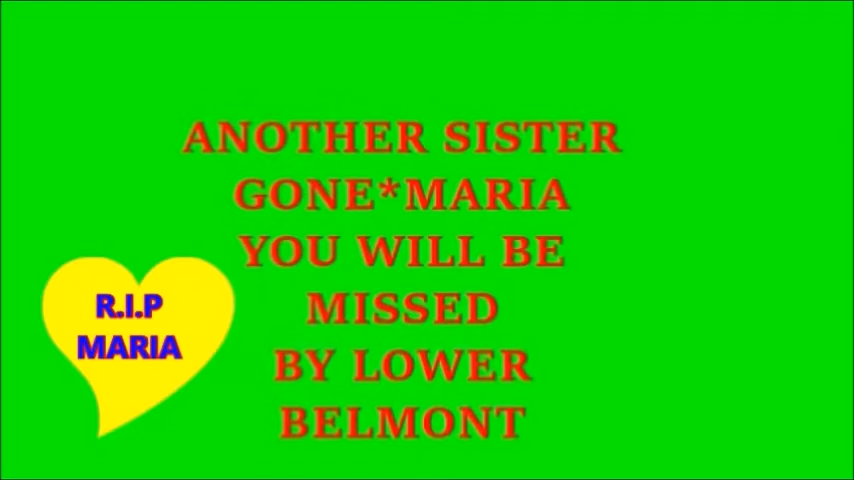 ANOTHER SISTER
GONE*MARIA
YOU WILL BE
MISSED
BY LOWER
BELMONT
R.I.P
MARIA